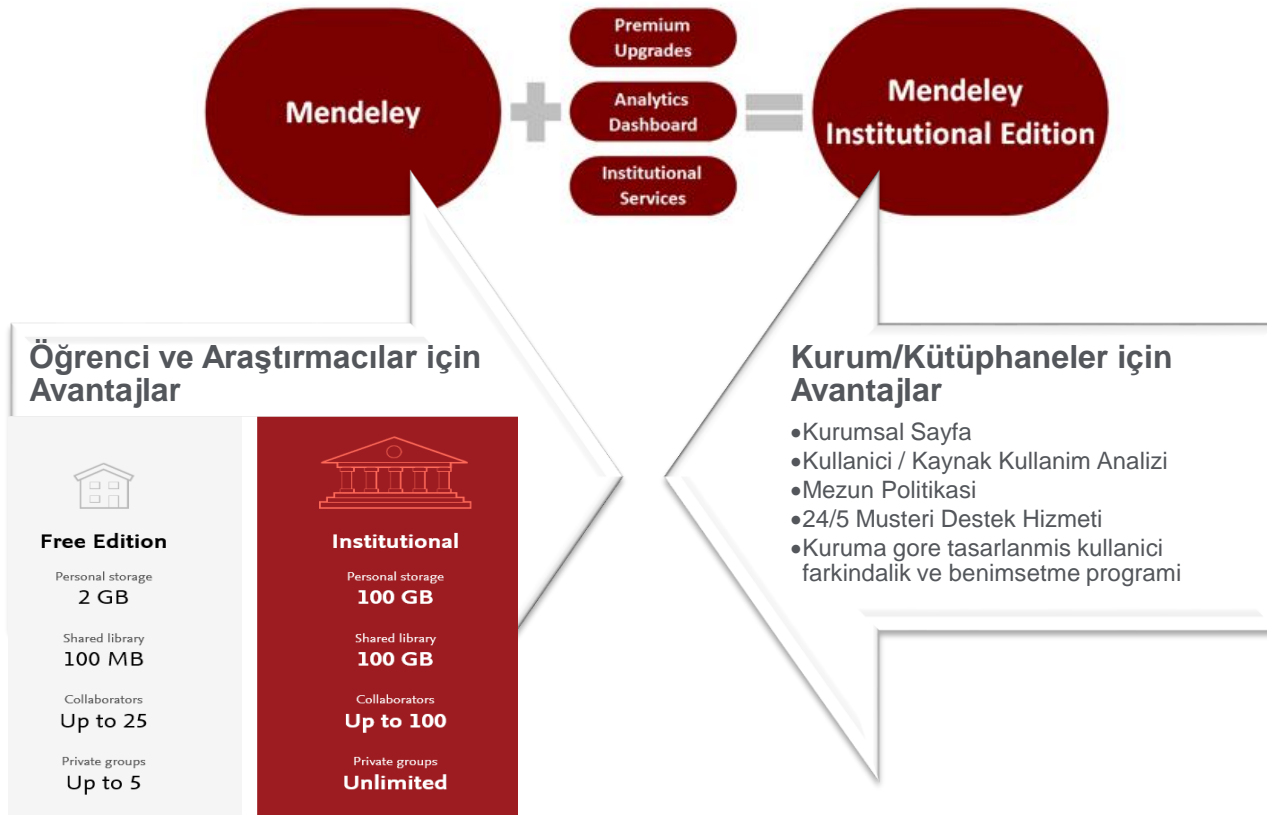 Mendeley
Premium
Upgrades
Analytics
Dashboard
Institutional
Services
Mendeley
Institutional Edition
Öğrenci ve Araştırmacılar için
Avantajlar
Free Edition
Personal storage
2 GB
Shared library
100 MB
Collaborators
Up to 25
Private groups
Up to 5
Institutional
Personal storage
100 GB
Shared library
100 GB
Collaborators
Up to 100
Private groups
Unlimited
Kurum/Kütüphaneler için
Avantajlar
•Kurumsal Sayfa
•Kullanici / Kaynak Kullanim Analizi
•Mezun Politikasi
•24/5 Musteri Destek Hizmeti
•Kuruma gore tasarlanmis kullanici
farkindalik ve benimsetme programi